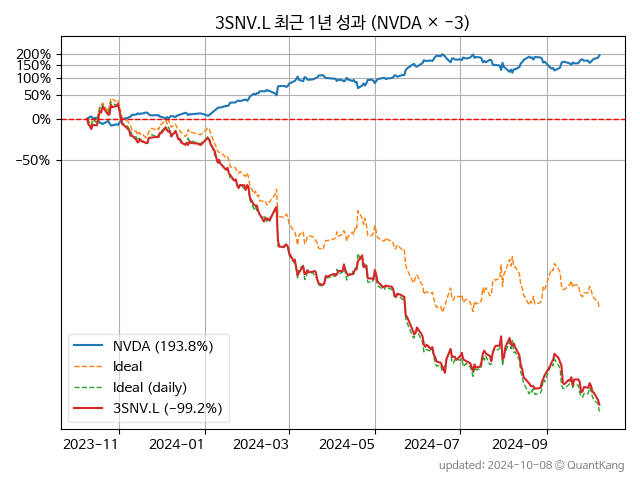 3SNV.L 최근 1년 성과 (NVDA × −3)
200%
150%
100%
50%
0%
−50%
NVDA (193.8%)
Ideal
Ideal (daily)
3SNV.L (−99.2%)
2023-11
2024-01
2024-03
2024-05
2024-07
2024-09
updated: 2024-10-08 © QuantKang